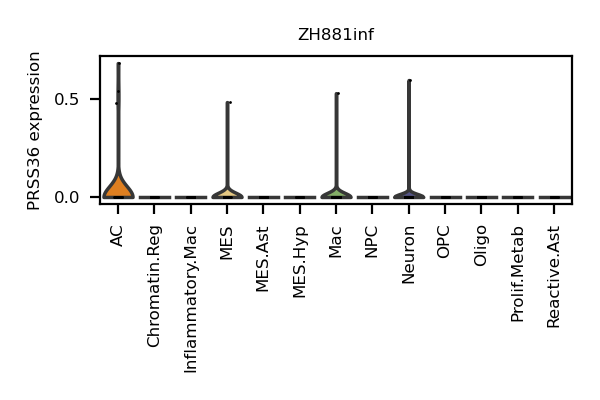 ZH881inf
PRSS36 expression
0.5
0.0
AC
Chromatin.Reg
Inflammatory.Mac
MES
MES.Ast
MES.Hyp
Mac
NPC
Neuron
OPC
Oligo
Prolif.Metab
Reactive.Ast